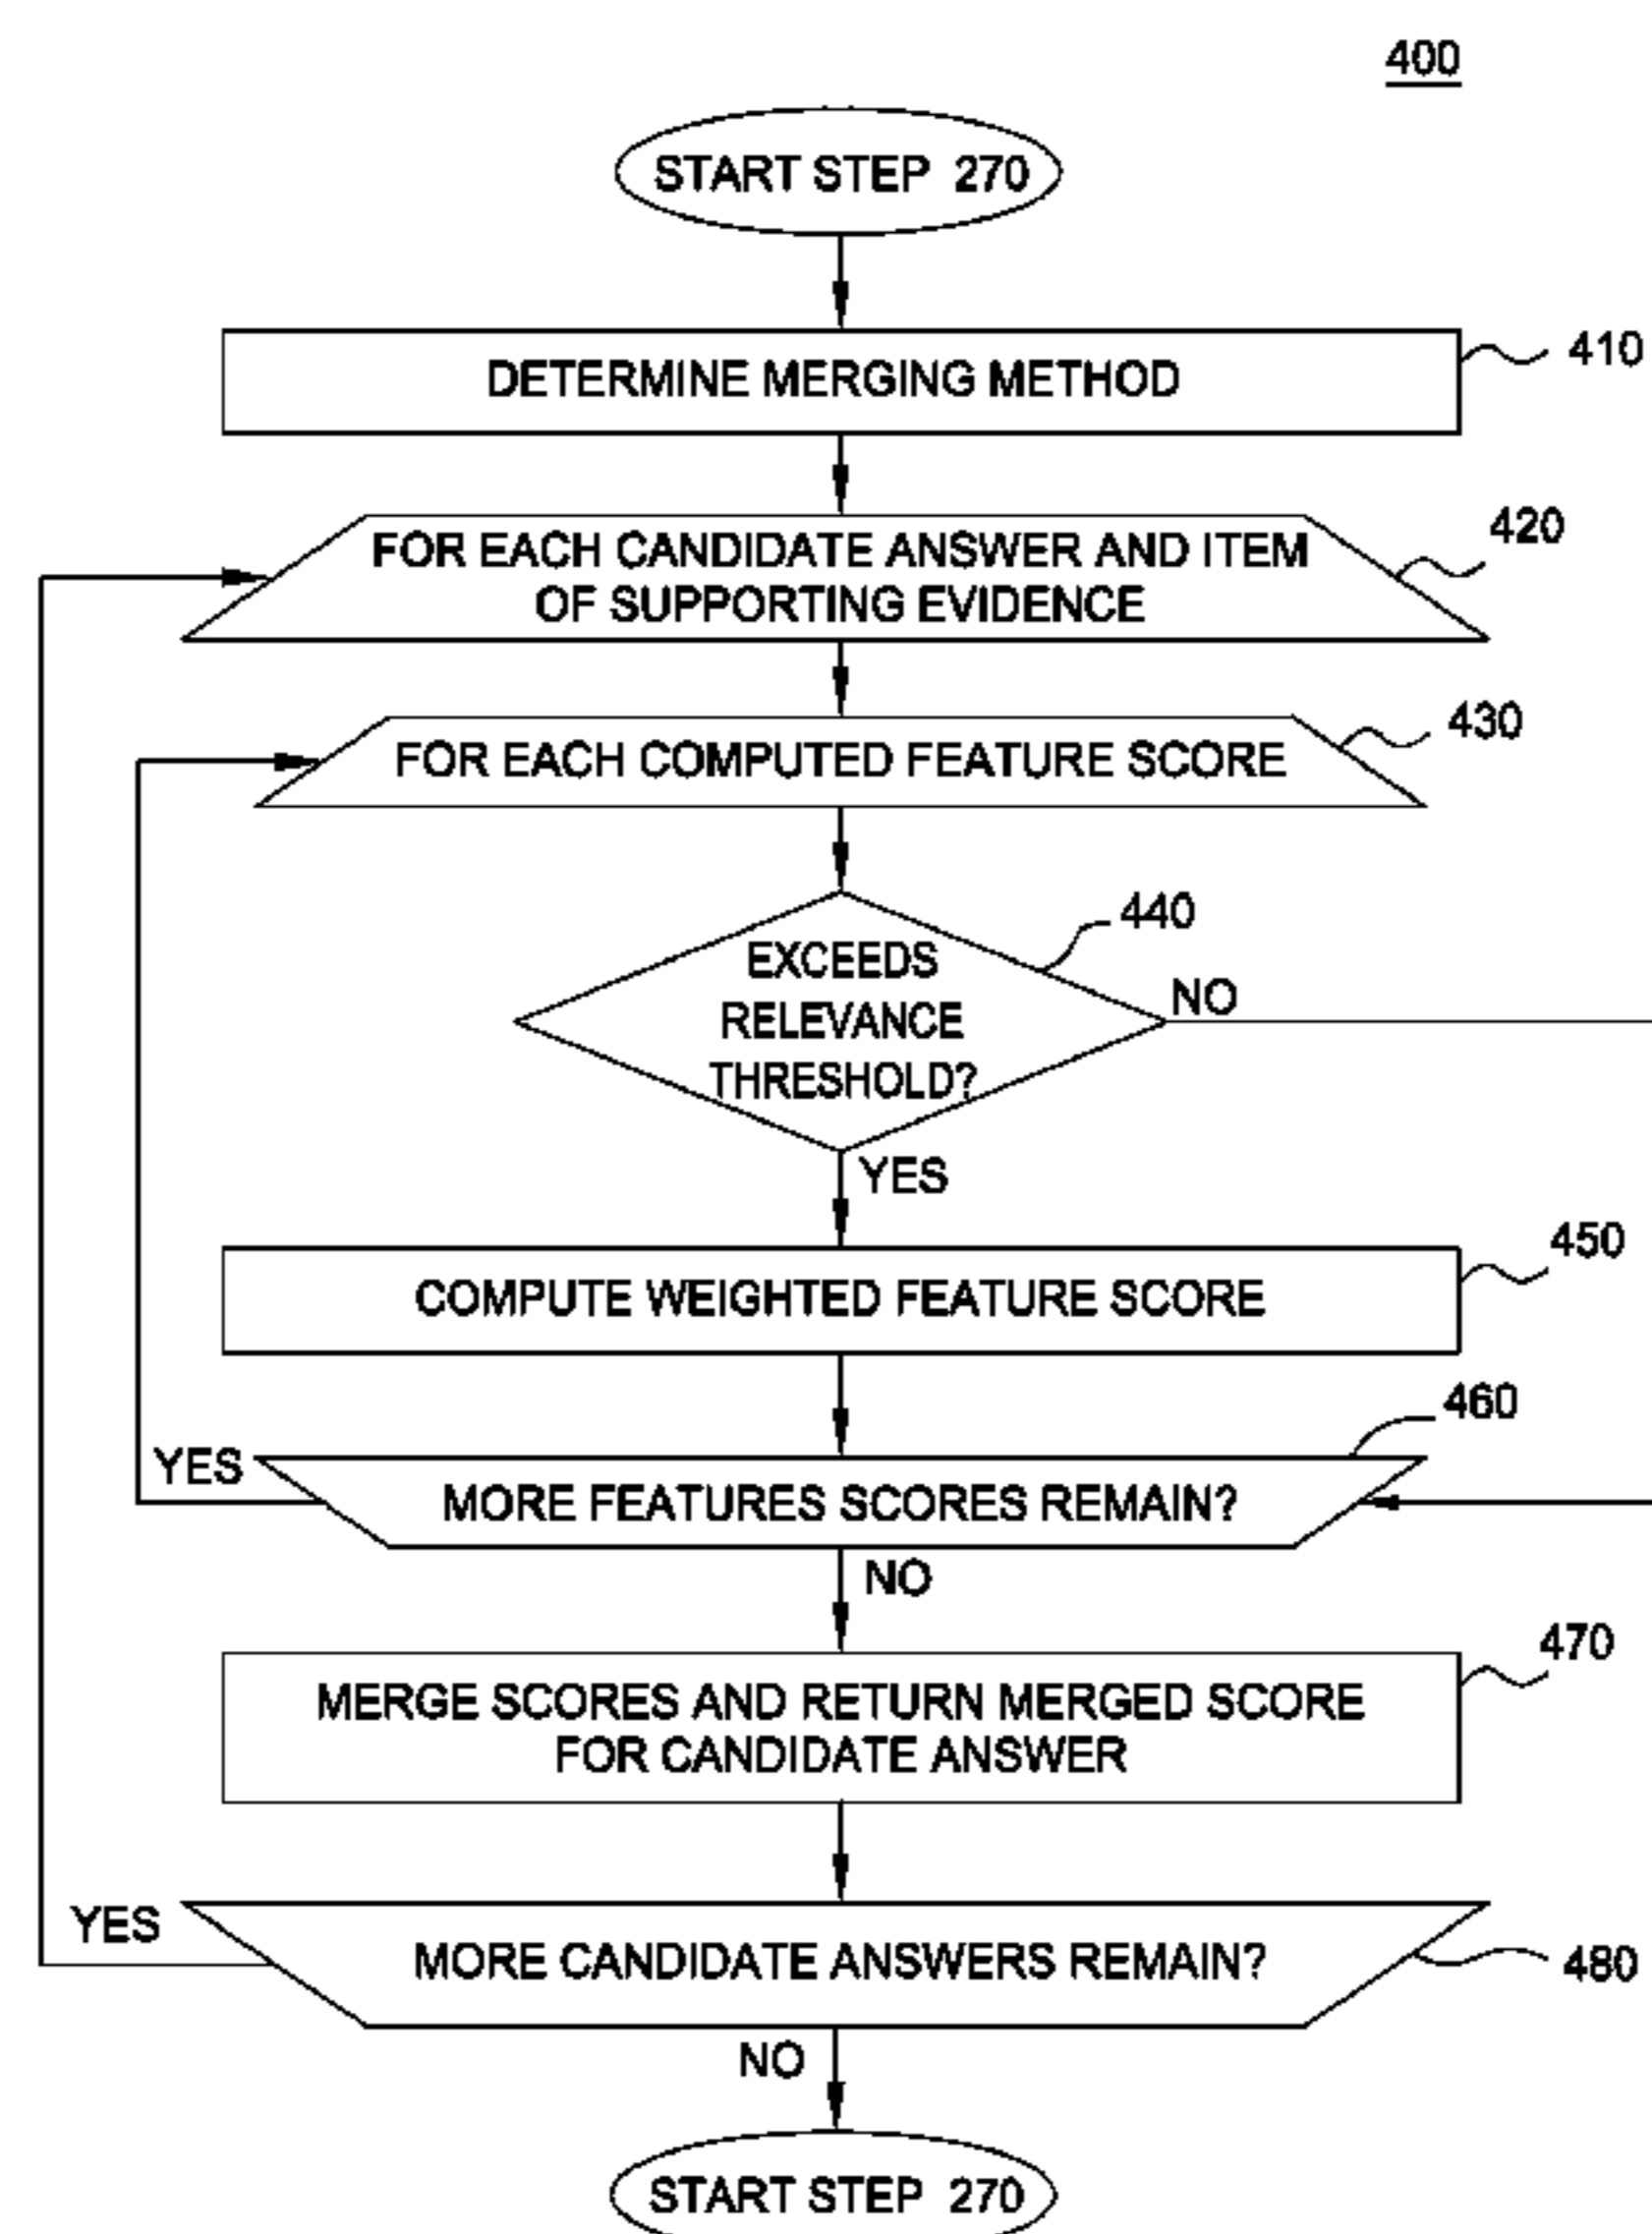 400
START STEP 270
DETERMINE MERGING METHOD
410
FOR EACH CANDIDATE ANSWER AND ITEM
OF SUPPORTING EVIDENCE
420
FOR EACH COMPUTED FEATURE SCORE
430
EXCEEDS
RELEVANCE
THRESHOLD?
440
NO
YES
COMPUTE WEIGHTED FEATURE SCORE
450
MORE FEATURES SCORES REMAIN?
460
YES
NO
MERGE SCORES AND RETURN MERGED SCORE
FOR CANDIDATE ANSWER
470
MORE CANDIDATE ANSWERS REMAIN?
480
YES
NO
START STEP 270